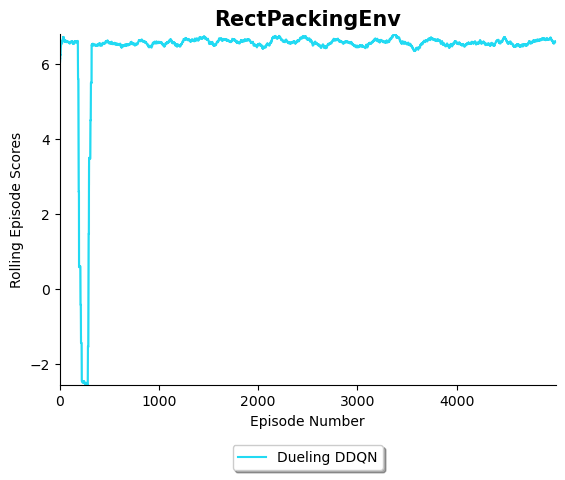 RectPackingEnv
6
4
2
0
−2
Rolling Episode Scores
0 1000 2000 3000 4000
Episode Number
Dueling DDQN